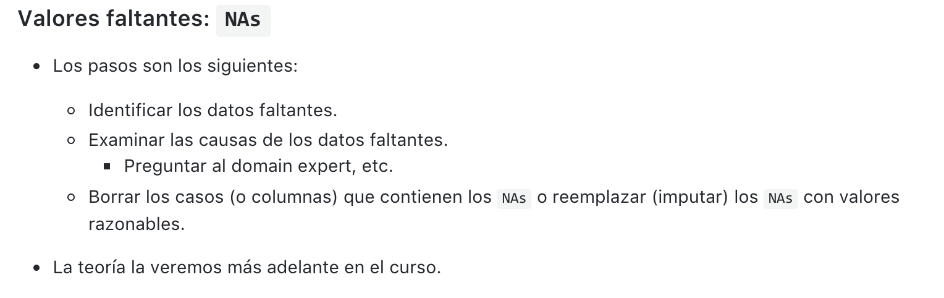 Valores faltantes: NAs
Los pasos son los siguientes:
Identificar los datos faltantes.
Examinar las causas de los datos faltantes.
Preguntar al domain expert, etc.
Borrar los casos (o columnas) que contienen los NAs o reemplazar (imputar) los NAs con valores
razonables.
La teoría la veremos más adelante en el curso.